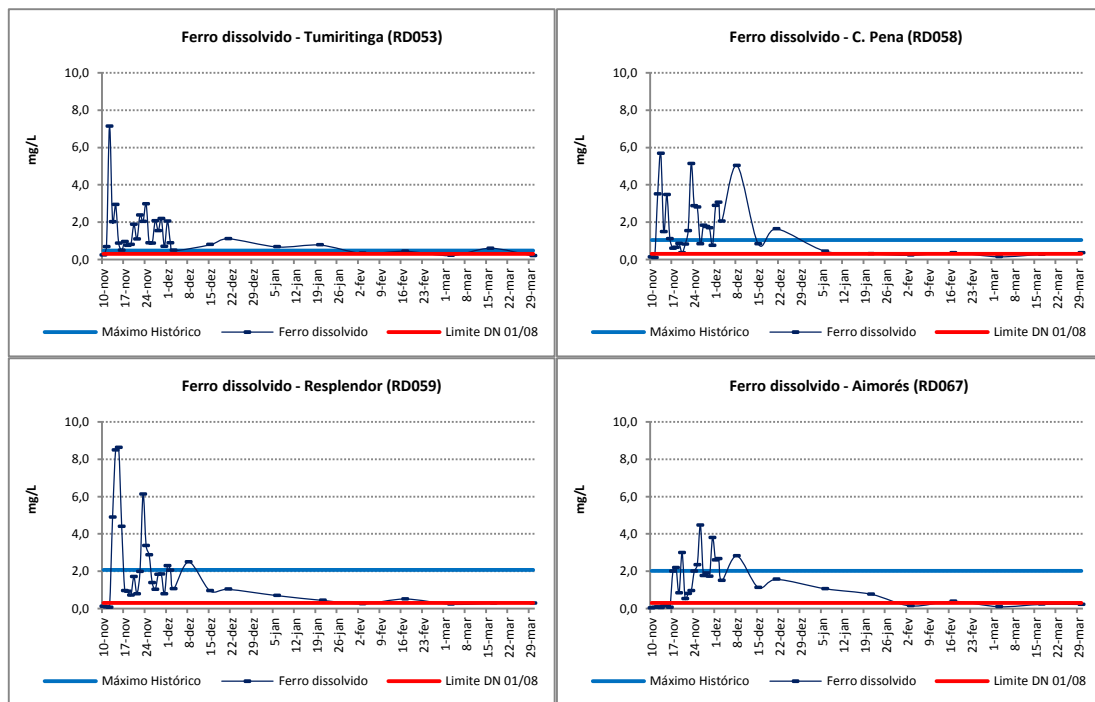 Ferro dissolvido - Tumiritinga (RD053)
mg/L
10,0
8,0
6,0
4,0
2,0
0,0
10-nov
17-nov
24-nov
1-dez
8-dez
15-dez
22-dez
29-dez
5-jan
12-jan
19-jan
26-jan
2-fev
9-fev
16-fev
23-fev
1-mar
8-mar
15-mar
22-mar
29-mar
Máximo Histórico Ferro dissolvido Limite DN 01/08
Ferro dissolvido - C. Pena (RD058)
mg/L
10,0
8,0
6,0
4,0
2,0
0,0
10-nov
17-nov
24-nov
1-dez
8-dez
15-dez
22-dez
29-dez
5-jan
12-jan
19-jan
26-jan
2-fev
9-fev
16-fev
23-fev
1-mar
8-mar
15-mar
22-mar
29-mar
Máximo Histórico Ferro dissolvido Limite DN 01/08
Ferro dissolvido - Resplendor (RD059)
mg/L
10,0
8,0
6,0
4,0
2,0
0,0
10-nov
17-nov
24-nov
1-dez
8-dez
15-dez
22-dez
29-dez
5-jan
12-jan
19-jan
26-jan
2-fev
9-fev
16-fev
23-fev
1-mar
8-mar
15-mar
22-mar
29-mar
Máximo Histórico Ferro dissolvido Limite DN 01/08
Ferro dissolvido - Aimorés (RD067)
mg/L
10,0
8,0
6,0
4,0
2,0
0,0
10-nov
17-nov
24-nov
1-dez
8-dez
15-dez
22-dez
29-dez
5-jan
12-jan
19-jan
26-jan
2-fev
9-fev
16-fev
23-fev
1-mar
8-mar
15-mar
22-mar
29-mar
Máximo Histórico Ferro dissolvido Limite DN 01/08